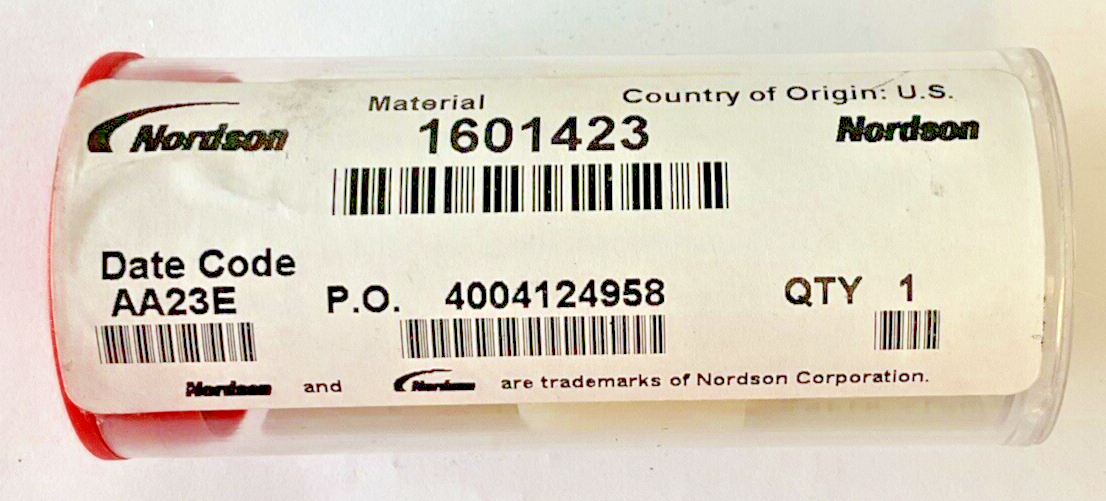 Material Country of Origin: U.S.
Nordson 1601423 Nordson
Date Code
AA23E P.O. 4004124958 QTY 1
Nordson and Nordson are trademarks of Nordson Corporation.